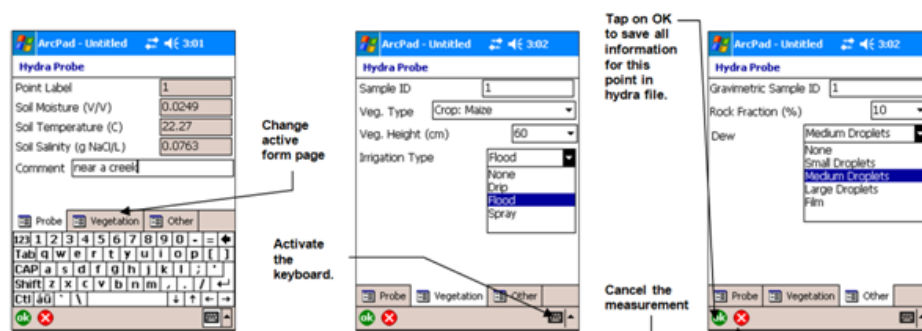 ArcPad - Untitled 3:01
Hydra Probe
Point Label 1
Soil Moisture (V/V) 0.0249
Soil Temperature (C) 22.27
Soil Salinity (g NaCl/L) 0.0763
Comment near a creek
Probe Vegetation Other
123 1 2 3 4 5 6 7 8 9 0 - =
Tab q w e r t y u i o p [ ]
CAP a s d f g h j k l ; '
Shift z x c v b n m , . /
Ctl áü ` \
ok
Change
active
form page
Activate
the
keyboard.
ArcPad - Untitled 3:02
Hydra Probe
Sample ID 1
Veg. Type Crop: Maize
Veg. Height (cm) 60
Irrigation Type Flood
None
Drip
Flood
Spray
Probe Vegetation Other
ok
Tap on OK
to save all
information
for this
point in
hydra file.
Cancel the
measurement
ArcPad - Untitled 3:02
Hydra Probe
Gravimetric Sample ID 1
Rock Fraction (%) 10
Dew Medium Droplets
None
Small Droplets
Medium Droplets
Large Droplets
Film
Probe Vegetation Other
ok